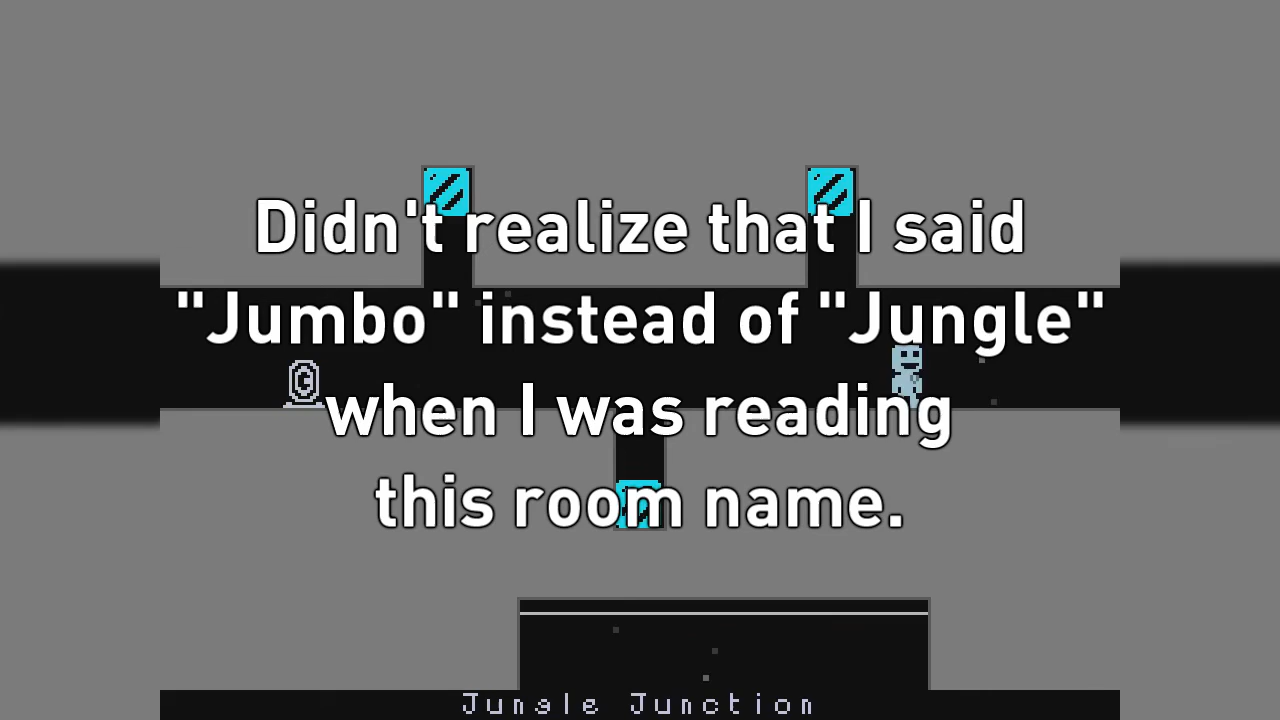 Didn't realize that I said
"Jumbo" instead of "Jungle"
when I was reading
this room name.
Jungle Junction